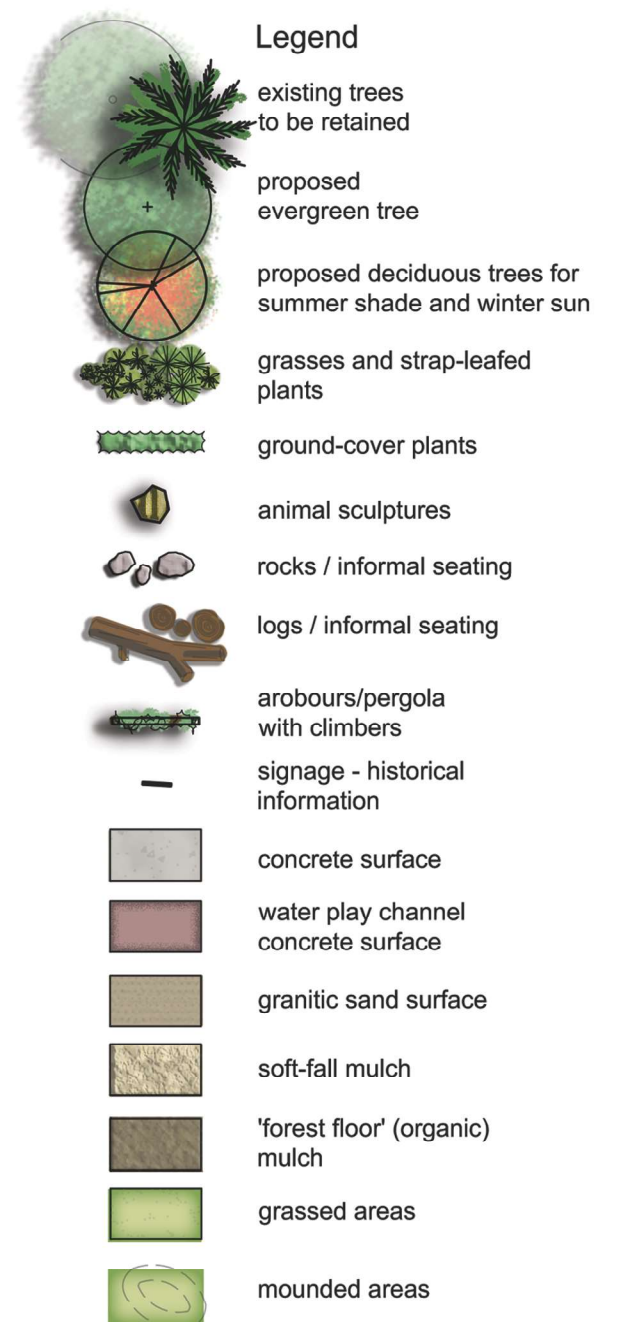 Legend
existing trees
to be retained
proposed
evergreen tree
proposed deciduous trees for
summer shade and winter sun
grasses and strap-leafed
plants
ground-cover plants
animal sculptures
rocks / informal seating
logs / informal seating
arobours/pergola
with climbers
signage - historical
information
concrete surface
water play channel
concrete surface
granitic sand surface
soft-fall mulch
'forest floor' (organic)
mulch
grassed areas
mounded areas